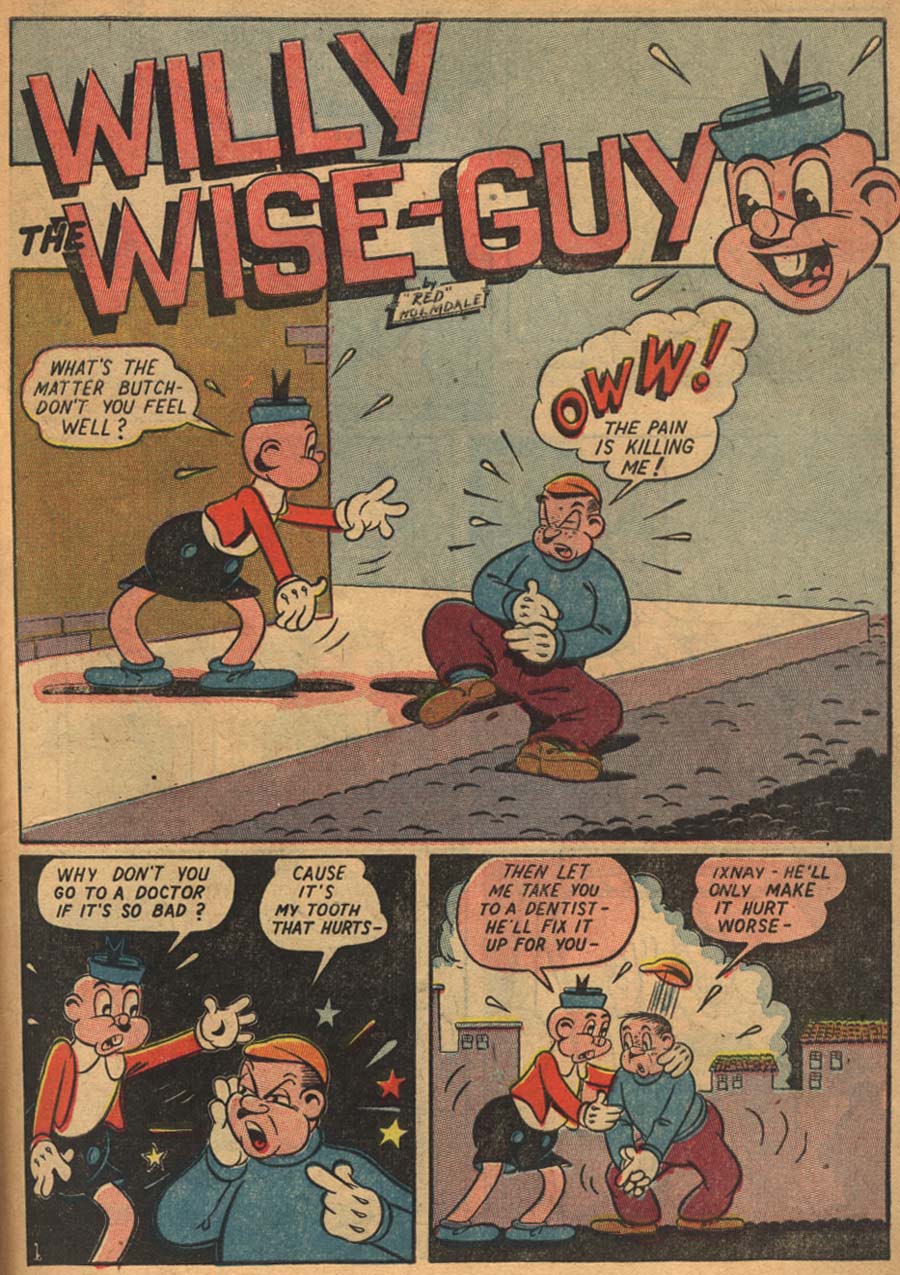 WILLY
THE WISE-GUY
by
"RED"
HOLMDALE
WHAT'S THE
MATTER BUTCH-
DON'T YOU FEEL
WELL?
OWW!
THE PAIN
IS KILLING
ME!
WHY DON'T YOU
GO TO A DOCTOR
IF IT'S SO BAD?
CAUSE
IT'S
MY TOOTH
THAT HURTS-
THEN LET
ME TAKE YOU
TO A DENTIST-
HE'LL FIX IT
UP FOR YOU-
IXNAY - HE'LL
ONLY MAKE
IT HURT
WORSE-
1